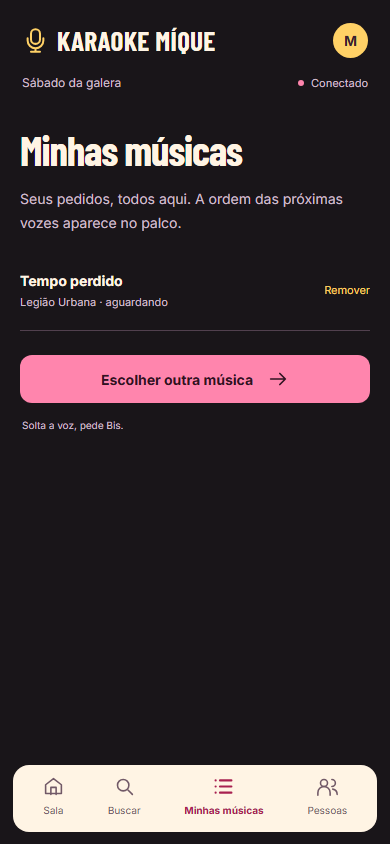 KARAOKE MÍQUE
M
Sábado da galera
Conectado
Minhas músicas
Seus pedidos, todos aqui. A ordem das próximas
vozes aparece no palco.
Tempo perdido
Legião Urbana · aguardando
Remover
Escolher outra música
Solta a voz, pede Bis.
Sala
Buscar
Minhas músicas
Pessoas